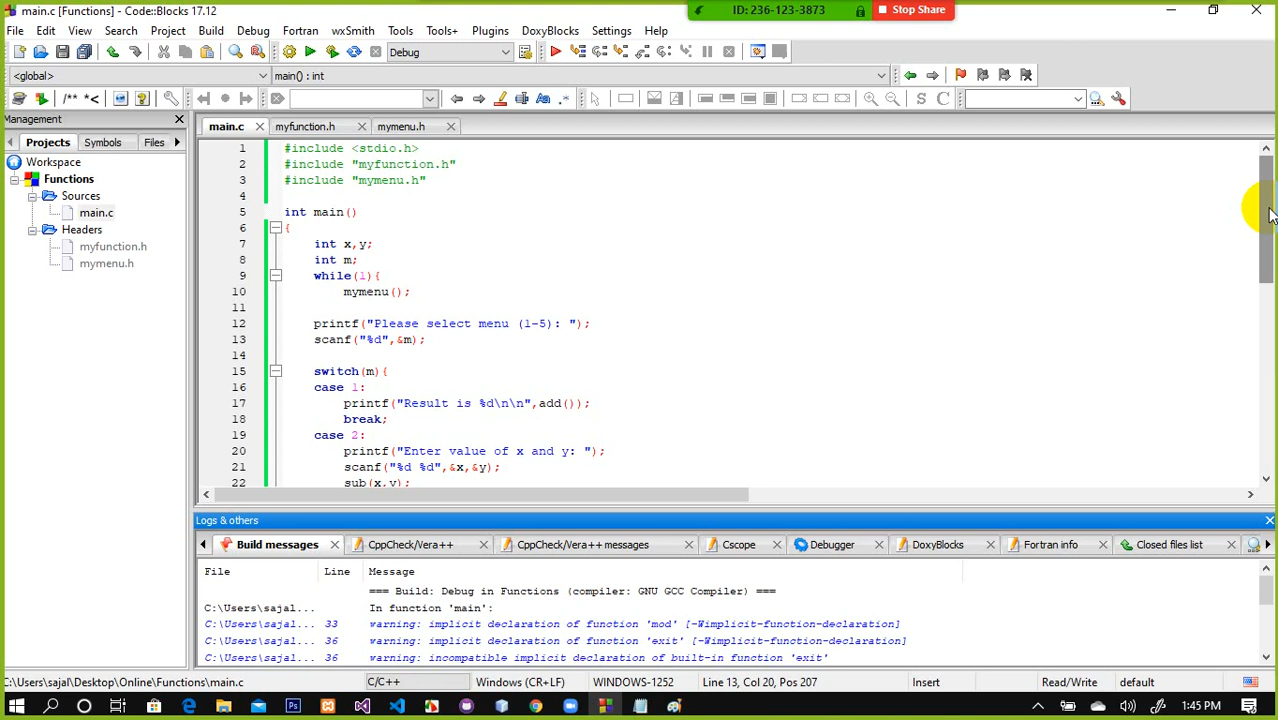 main.c [Functions] - Code::Blocks 17.12
ID: 236-123-3873
Stop Share
File Edit View Search Project Build Debug Fortran wxSmith Tools Tools+ Plugins DoxyBlocks Settings Help
Debug
<global>
main() : int
/** *<
S C
Management
main.c
myfunction.h
mymenu.h
Projects Symbols Files
Workspace
Functions
Sources
main.c
Headers
myfunction.h
mymenu.h
1 #include <stdio.h>
2 #include "myfunction.h"
3 #include "mymenu.h"
4
5 int main()
6 {
7 int x,y;
8 int m;
9 while(1){
10 mymenu();
11
12 printf("Please select menu (1-5): ");
13 scanf("%d",&m);
14
15 switch(m){
16 case 1:
17 printf("Result is %d\n\n",add());
18 break;
19 case 2:
20 printf("Enter value of x and y: ");
21 scanf("%d %d",&x,&y);
22 sub(x,y);
Logs & others
Build messages CppCheck/Vera++ CppCheck/Vera++ messages Cscope Debugger DoxyBlocks Fortran info Closed files list
File Line Message
=== Build: Debug in Functions (compiler: GNU GCC Compiler) ===
C:\Users\sajal... In function 'main':
C:\Users\sajal... 33 warning: implicit declaration of function 'mod' [-Wimplicit-function-declaration]
C:\Users\sajal... 36 warning: implicit declaration of function 'exit' [-Wimplicit-function-declaration]
C:\Users\sajal... 36 warning: incompatible implicit declaration of built-in function 'exit'
C:\Users\sajal\Desktop\Online\Functions\main.c C/C++ Windows (CR+LF) WINDOWS-1252 Line 13, Col 20, Pos 207 Insert Read/Write default
1:45 PM